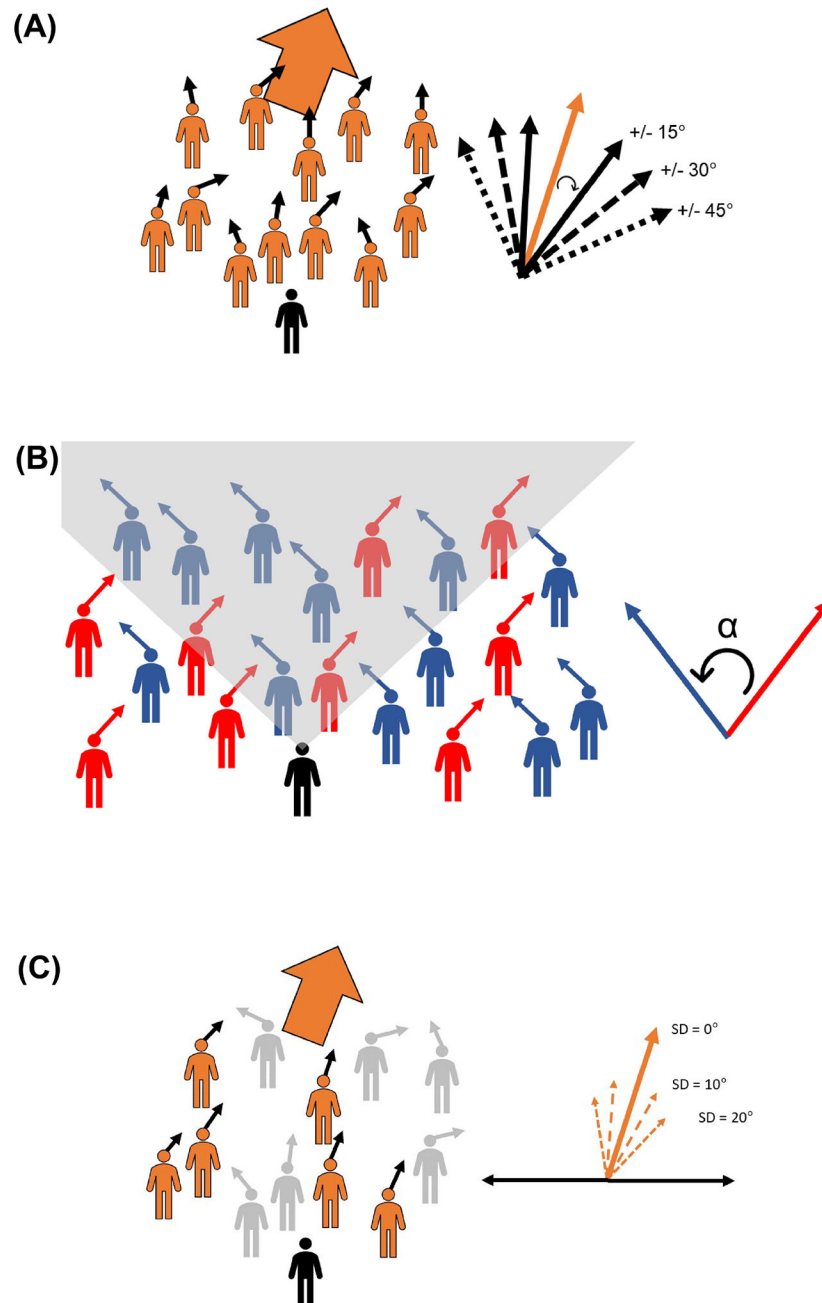 (A)
+/- 15°
+/- 30°
+/- 45°
(B)
α
(C)
SD = 0°
SD = 10°
SD = 20°